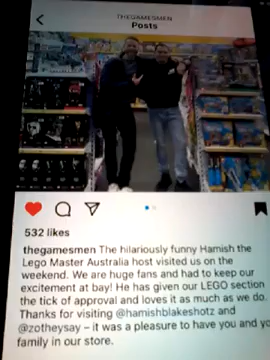 THEGAMESMEN
Posts
532 likes
thegamesmen The hilariously funny Hamish the
Lego Master Australia host visited us on the
weekend. We are huge fans and had to keep our
excitement at bay! He has given our LEGO section
the tick of approval and loves it as much as we do.
Thanks for visiting @hamishblakeshotz and
@zotheysay – it was a pleasure to have you and yo
family in our store.